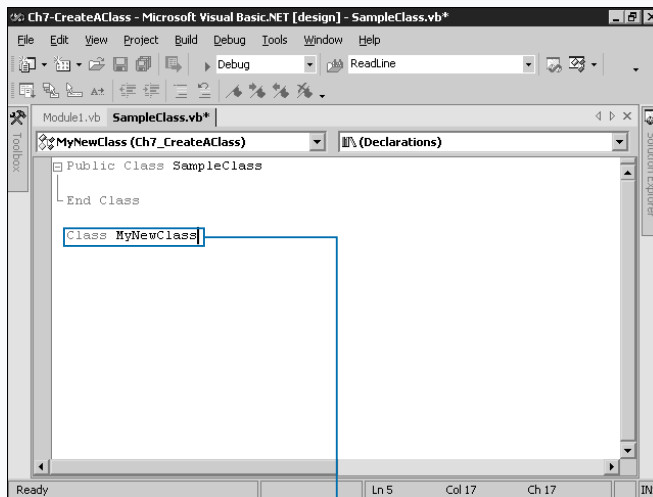 Ch7-CreateAClass - Microsoft Visual Basic.NET [design] - SampleClass.vb*
File Edit View Project Build Debug Tools Window Help
Debug ReadLine
Module1.vb SampleClass.vb*
MyNewClass (Ch7_CreateAClass) (Declarations)
Toolbox
Public Class SampleClass
End Class
Class MyNewClass
Solution Explorer
Ready Ln 5 Col 17 Ch 17 IN